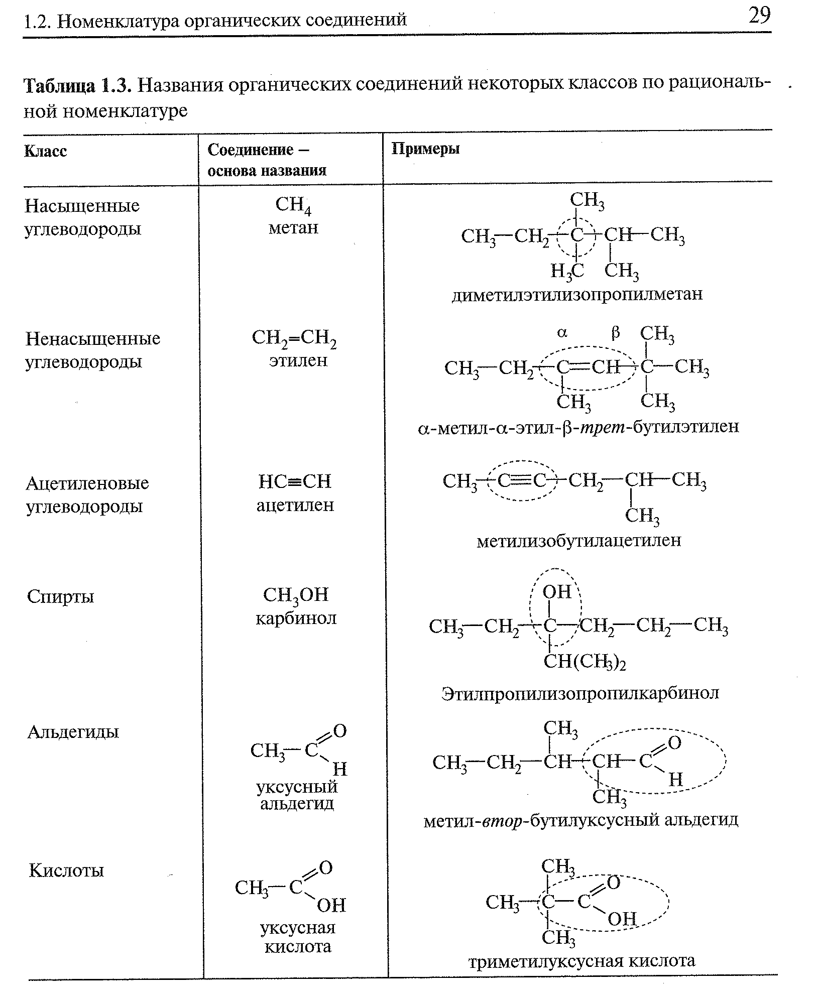 1.2. Номенклатура органических соединений 29
Таблица 1.3. Названия органических соединений некоторых классов по рациональ-
ной номенклатуре
Класс
Соединение –
основа названия
Примеры
Насыщенные
углеводороды
CH4
метан
CH3
CH3—CH2—C—CH—CH3
H3C CH3
диметилэтилизопропилметан
Ненасыщенные
углеводороды
CH2=CH2
этилен
α β CH3
CH3—CH2—C=CH—C—CH3
CH3 CH3
α-метил-α-этил-β-трет-бутилэтилен
Ацетиленовые
углеводороды
HC≡CH
ацетилен
CH3—C≡C—CH2—CH—CH3
CH3
метилизобутилацетилен
Спирты
CH3OH
карбинол
OH
CH3—CH2—C—CH2—CH2—CH3
CH(CH3)2
Этилпропилизопропилкарбинол
Альдегиды
O
CH3—C
H
уксусный
альдегид
CH3
O
CH3—CH2—CH—CH—C
H
CH3
метил-втор-бутилуксусный альдегид
Кислоты
O
CH3—C
OH
уксусная
кислота
CH3
O
CH3—C—C
OH
CH3
триметилуксусная кислота